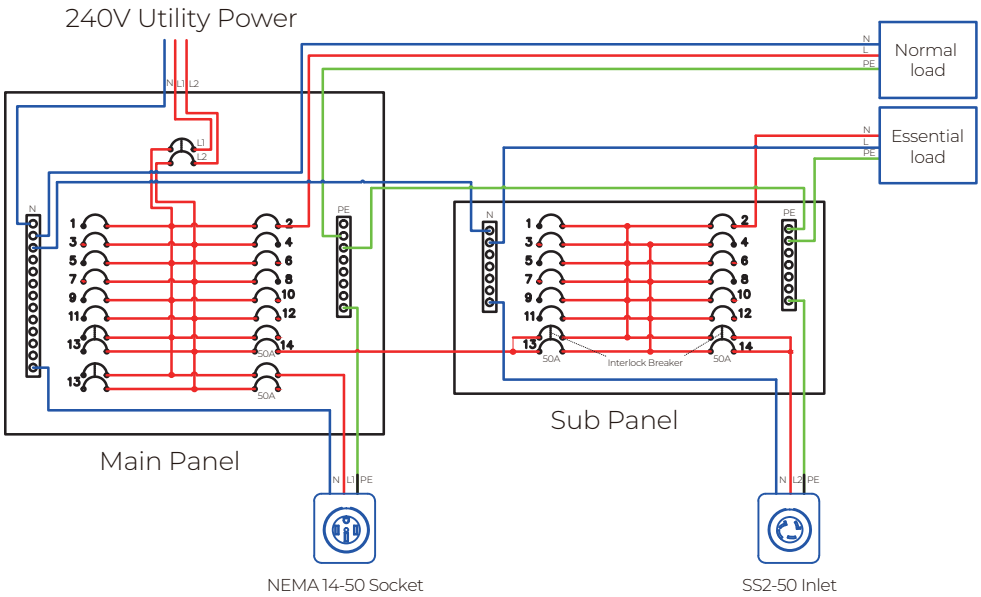 240V Utility Power
N L1 L2
N
L
PE
Normal
load
N
L
PE
Essential
load
L1
L2
N
PE
1
2
3
4
5
6
7
8
9
10
11
12
13
14
50A
13
50A
Main Panel
N
PE
1
2
3
4
5
6
7
8
9
10
11
12
13
14
50A
Interlock Breaker
50A
Sub Panel
N L1 PE
NEMA 14-50 Socket
N L2 PE
SS2-50 Inlet